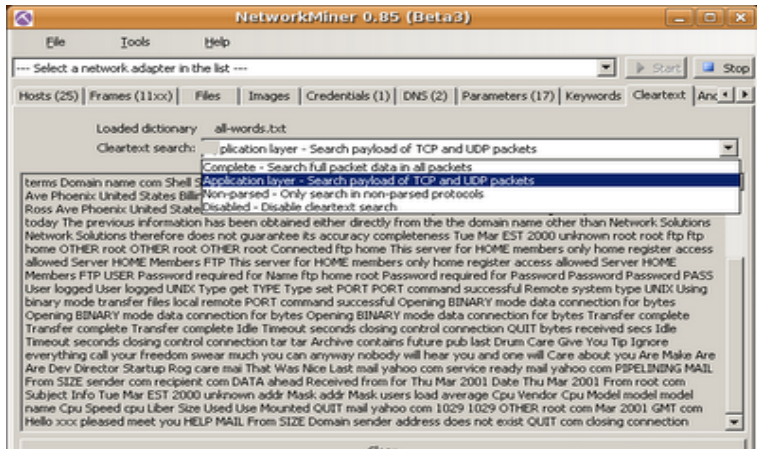 NetworkMiner 0.85 (Beta3)
File Tools Help
--- Select a network adapter in the list --- Start Stop
Hosts (25) Frames (11xx) Files Images Credentials (1) DNS (2) Parameters (17) Keywords Cleartext Anc
Loaded dictionary all-words.txt
Cleartext search: plication layer - Search payload of TCP and UDP packets
Complete - Search full packet data in all packets
Application layer - Search payload of TCP and UDP packets
Non-parsed - Only search in non-parsed protocols
Disabled - Disable cleartext search
terms Domain name com Shell S
Ave Phoenix United States Billin
Ross Ave Phoenix United State
today The previous information has been obtained either directly from the the domain name other than Network Solutions
Network Solutions therefore does not guarantee its accuracy completeness Tue Mar EST 2000 unknown root root ftp ftp
home OTHER root OTHER root OTHER root Connected ftp home This server for HOME members only home register access
allowed Server HOME Members FTP This server for HOME members only home register access allowed Server HOME
Members FTP USER Password required for Name ftp home root Password required for Password Password Password PASS
User logged User logged UNIX Type get TYPE Type set PORT PORT command successful Remote system type UNIX Using
binary mode transfer files local remote PORT command successful Opening BINARY mode data connection for bytes
Opening BINARY mode data connection for bytes Opening BINARY mode data connection for bytes Transfer complete
Transfer complete Transfer complete Idle Timeout seconds closing control connection QUIT bytes received secs Idle
Timeout seconds closing control connection tar tar Archive contains future pub last Drum Care Give You Tip Ignore
everything call your freedom swear much you can anyway nobody will hear you and one will Care about you Are Make Are
Are Dev Director Startup Rog care mai That Was Nice Last mail yahoo com service ready mail yahoo com PIPELINING MAIL
From SIZE sender com recipient com DATA ahead Received from for Thu Mar 2001 Date Thu Mar 2001 From root com
Subject Info Tue Mar EST 2000 unknown addr Mask addr Mask users load average Cpu Vendor Cpu Model model model
name Cpu Speed cpu Liber Size Used Use Mounted QUIT mail yahoo com 1029 1029 OTHER root com Mar 2001 GMT com
Hello xxx pleased meet you HELP MAIL From SIZE Domain sender address does not exist QUIT com closing connection